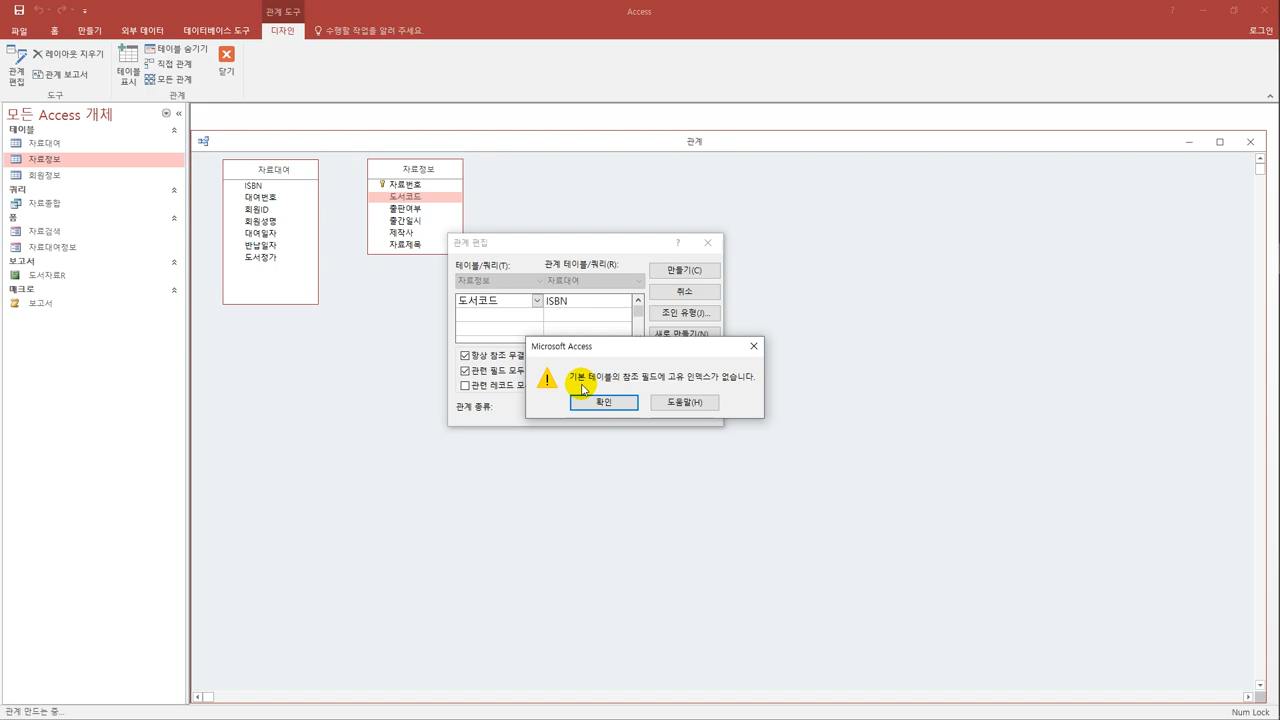 관계 도구
Access
파일
홈
만들기
외부 데이터
데이터베이스 도구
디자인
수행할 작업을 알려 주세요.
로그인
관계
편집
레이아웃 지우기
관계 보고서
도구
테이블
표시
테이블 숨기기
직접 관계
모든 관계
관계
닫기
모든 Access 개체
테이블
자료대여
자료정보
회원정보
쿼리
자료종합
폼
자료검색
자료대여정보
보고서
도서자료R
매크로
보고서
관계
자료대여
ISBN
대여번호
회원ID
회원성명
대여일자
반납일자
도서정가
자료정보
자료번호
도서코드
출판여부
출간일시
제작사
자료제목
관계 편집
테이블/쿼리(T):
관계 테이블/쿼리(R):
자료정보
자료대여
도서코드
ISBN
만들기(C)
취소
조인 유형(J)...
새로 만들기(N)..
항상 참조 무결
관련 필드 모두
관련 레코드 모
관계 종류:
Microsoft Access
기본 테이블의 참조 필드에 고유 인덱스가 없습니다.
확인
도움말(H)
관계 만드는 중...
Num Lock